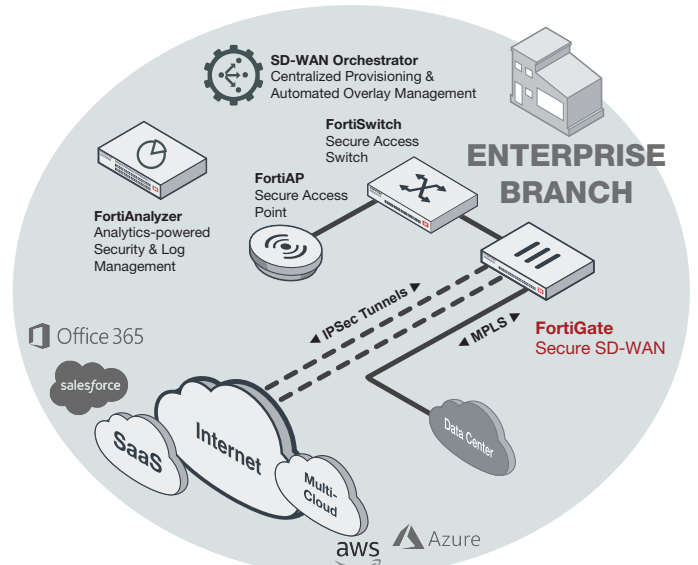 SD-WAN Orchestrator
Centralized Provisioning &
Automated Overlay Management
FortiSwitch
Secure Access
Switch
ENTERPRISE
BRANCH
FortiAP
Secure Access
Point
FortiAnalyzer
Analytics-powered
Security & Log
Management
◀ IPSec Tunnels ▶
◀ MPLS ▶
FortiGate
Secure SD-WAN
Office 365
salesforce
SaaS
Internet
Multi-
Cloud
Data Center
aws
Azure